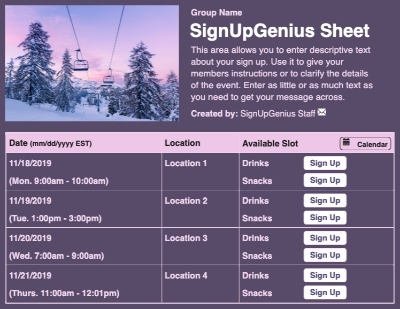 Group Name
SignUpGenius Sheet
This area allows you to enter descriptive text
about your sign up. Use it to give your
members instructions or to clarify the details
of the event. Enter as little or as much text as
you need to get your message across.
Created by: SignUpGenius Staff
Date (mm/dd/yyyy EST) Location Available Slot Calendar
11/18/2019 Location 1 Drinks Sign Up
(Mon. 9:00am - 10:00am) Snacks Sign Up
11/19/2019 Location 2 Drinks Sign Up
(Tue. 1:00pm - 3:00pm) Snacks Sign Up
11/20/2019 Location 3 Drinks Sign Up
(Wed. 7:00am - 9:00am) Snacks Sign Up
11/21/2019 Location 4 Drinks Sign Up
(Thurs. 11:00am - 12:01pm) Snacks Sign Up